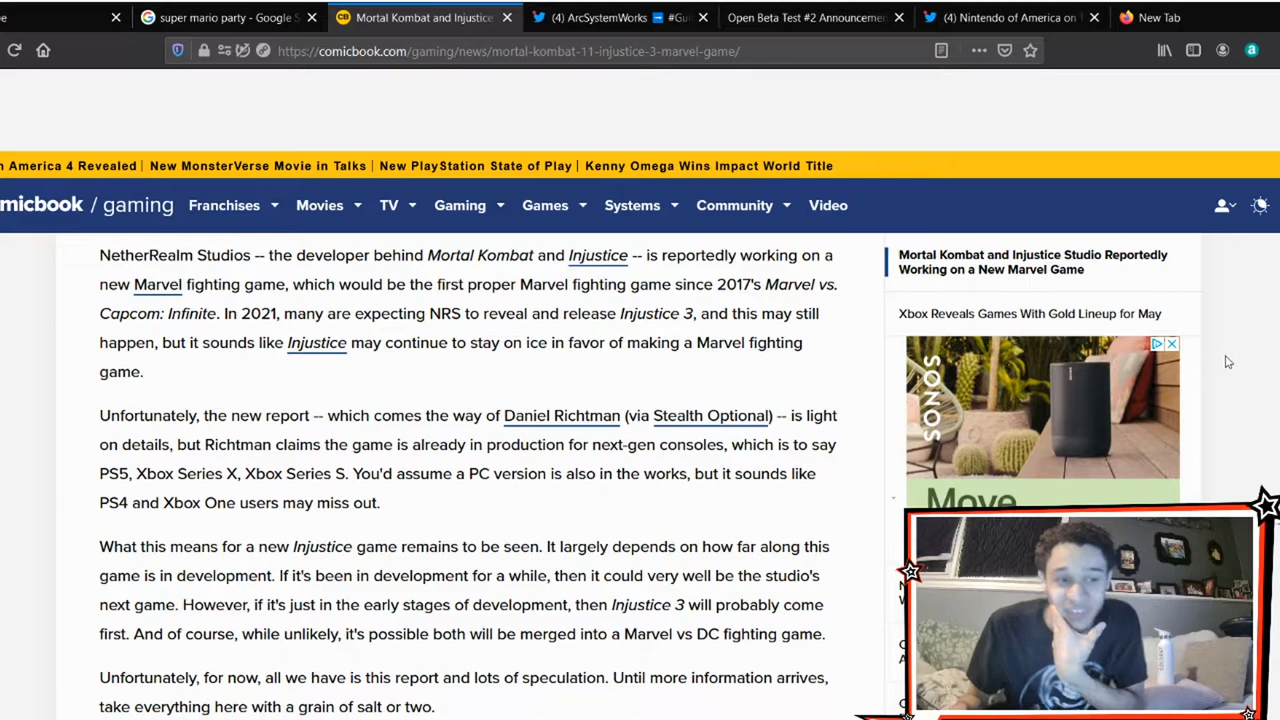 super mario party - Google S
Mortal Kombat and Injustice
(4) ArcSystemWorks #Gui
Open Beta Test #2 Announceme
(4) Nintendo of America on
New Tab
https://comicbook.com/gaming/news/mortal-kombat-11-injustice-3-marvel-game/
n America 4 Revealed | New MonsterVerse Movie in Talks | New PlayStation State of Play | Kenny Omega Wins Impact World Title
micbook / gaming Franchises Movies TV Gaming Games Systems Community Video
NetherRealm Studios -- the developer behind Mortal Kombat and Injustice -- is reportedly working on a
new Marvel fighting game, which would be the first proper Marvel fighting game since 2017's Marvel vs.
Capcom: Infinite. In 2021, many are expecting NRS to reveal and release Injustice 3, and this may still
happen, but it sounds like Injustice may continue to stay on ice in favor of making a Marvel fighting
game.
Unfortunately, the new report -- which comes the way of Daniel Richtman (via Stealth Optional) -- is light
on details, but Richtman claims the game is already in production for next-gen consoles, which is to say
PS5, Xbox Series X, Xbox Series S. You'd assume a PC version is also in the works, but it sounds like
PS4 and Xbox One users may miss out.
What this means for a new Injustice game remains to be seen. It largely depends on how far along this
game is in development. If it's been in development for a while, then it could very well be the studio's
next game. However, if it's just in the early stages of development, then Injustice 3 will probably come
first. And of course, while unlikely, it's possible both will be merged into a Marvel vs DC fighting game.
Unfortunately, for now, all we have is this report and lots of speculation. Until more information arrives,
take everything here with a grain of salt or two.
Mortal Kombat and Injustice Studio Reportedly
Working on a New Marvel Game
Xbox Reveals Games With Gold Lineup for May
SONOS
Move